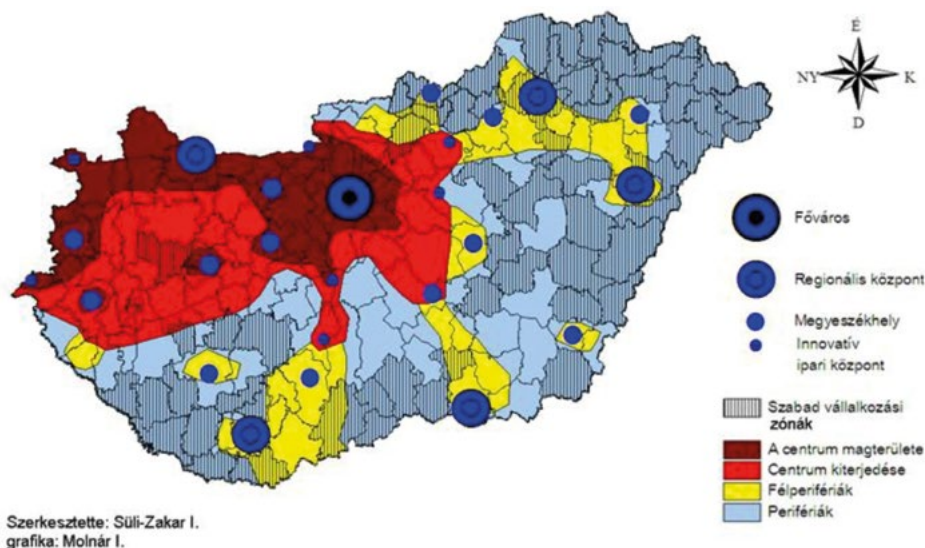 É
NY
K
D
Főváros
Regionális központ
Megyeszékhely
Innovatív
ipari központ
Szabad vállalkozási
zónák
A centrum magterülete
Centrum kiterjedése
Félperifériák
Perifériák
Szerkesztette: Süli-Zakar I.
grafika: Molnár I.